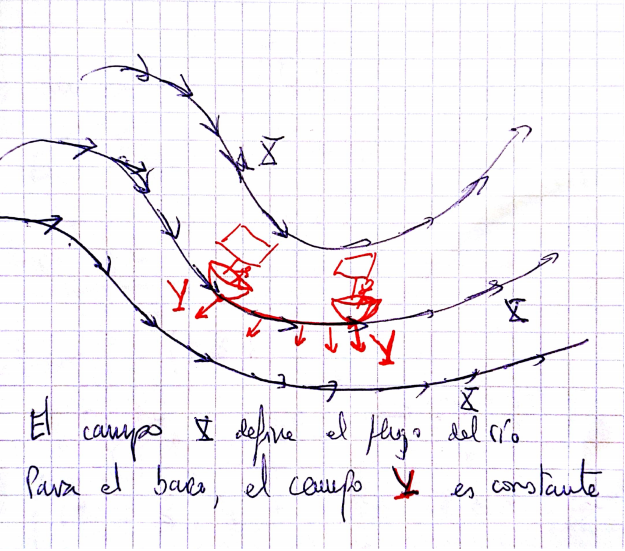 X
Y
Y
X
X
El campo X define el flujo del río
Para el barco, el campo Y es constante